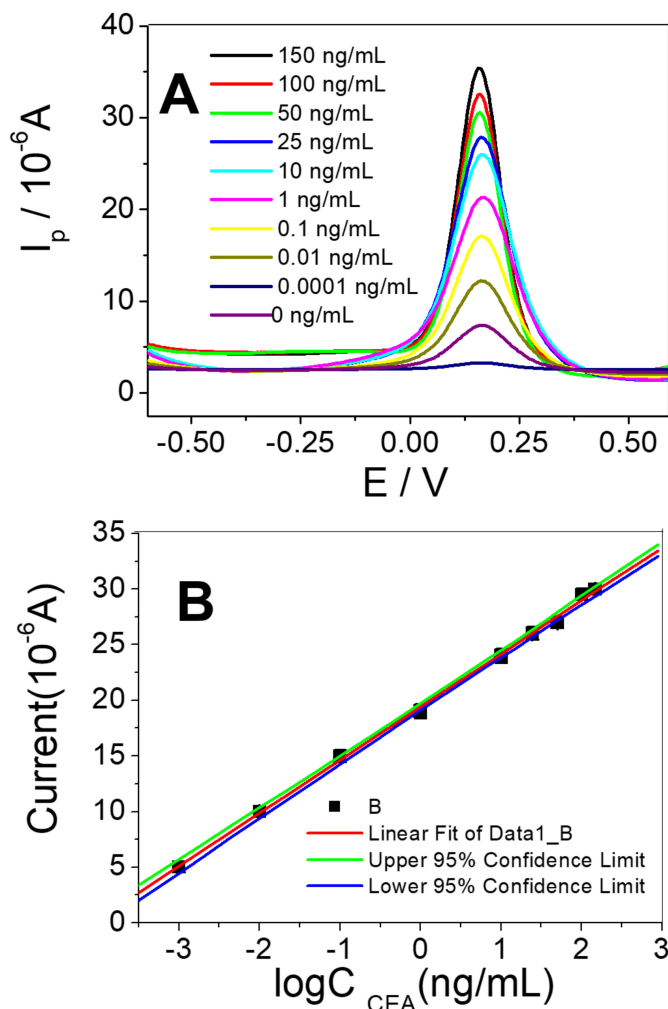 A
40
30
20
10
0
I_p / 10^-6A
150 ng/mL
100 ng/mL
50 ng/mL
25 ng/mL
10 ng/mL
1 ng/mL
0.1 ng/mL
0.01 ng/mL
0.0001 ng/mL
0 ng/mL
-0.50 -0.25 0.00 0.25 0.50
E / V
B
35
30
25
20
15
10
5
0
Current(10^-6A)
B
Linear Fit of Data1_B
Upper 95% Confidence Limit
Lower 95% Confidence Limit
-3 -2 -1 0 1 2 3
logC CEA(ng/mL)